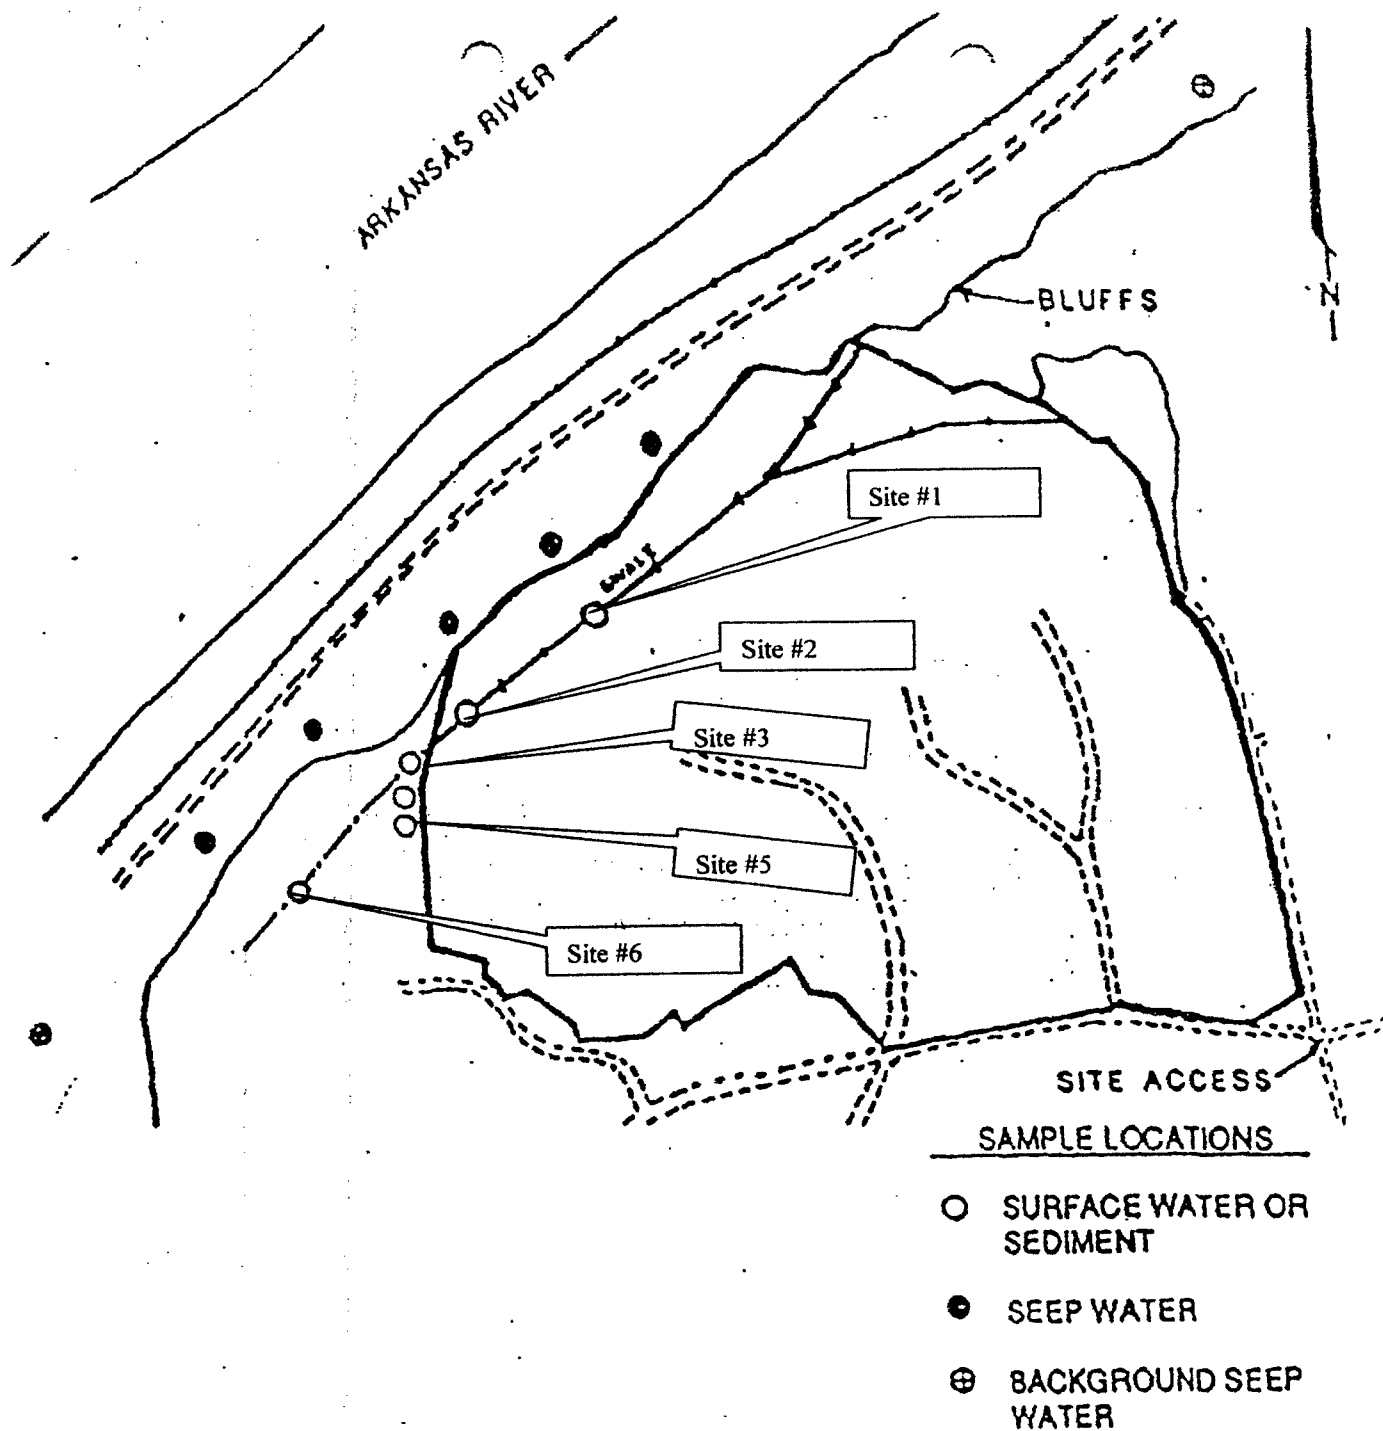 ARKANSAS RIVER
N
BLUFFS
Site #1
Site #2
Site #3
Site #5
Site #6
SITE ACCESS
SAMPLE LOCATIONS
SURFACE WATER OR
SEDIMENT
SEEP WATER
BACKGROUND SEEP
WATER